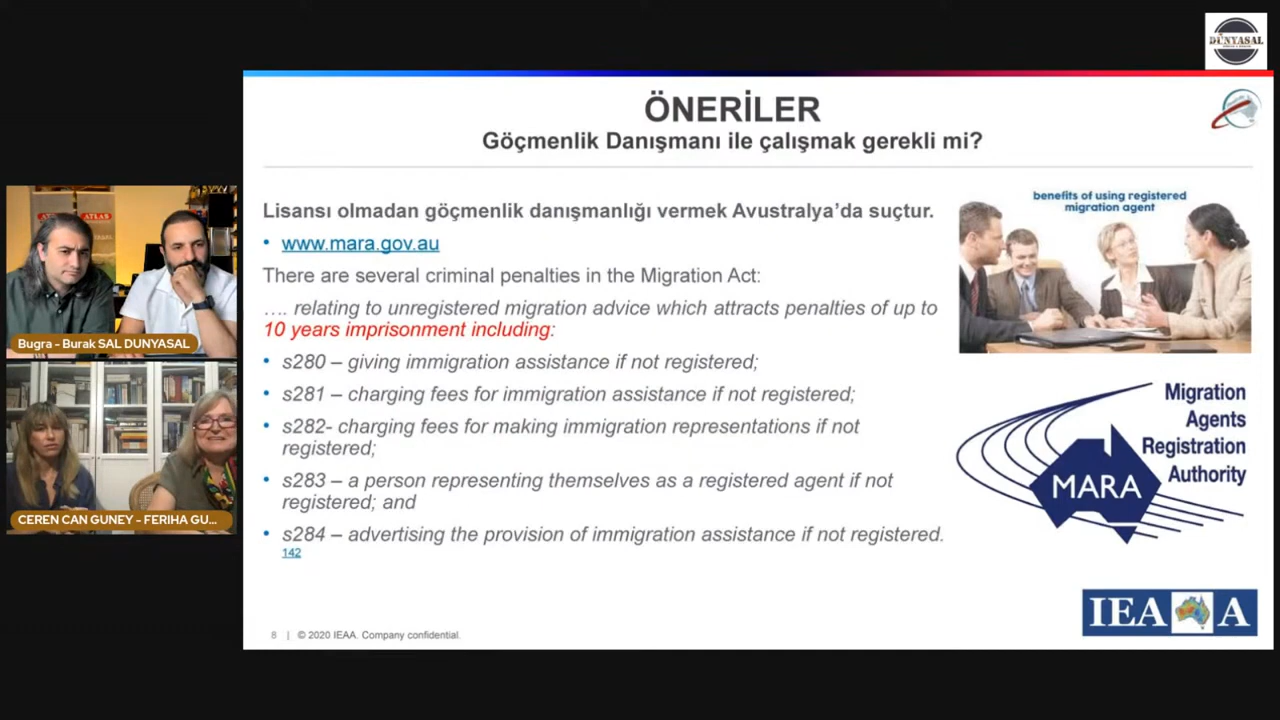 DÜNYASAL
ÖNERİLER
Göçmenlik Danışmanı ile çalışmak gerekli mi?
Lisansı olmadan göçmenlik danışmanlığı vermek Avustralya’da suçtur.
• www.mara.gov.au
There are several criminal penalties in the Migration Act:
…. relating to unregistered migration advice which attracts penalties of up to
10 years imprisonment including:
• s280 – giving immigration assistance if not registered;
• s281 – charging fees for immigration assistance if not registered;
• s282- charging fees for making immigration representations if not
registered;
• s283 – a person representing themselves as a registered agent if not
registered; and
• s284 – advertising the provision of immigration assistance if not registered.
142
benefits of using registered
migration agent
Migration
Agents
Registration
Authority
MARA
IEAA
8 | © 2020 IEAA. Company confidential.
ATLAS
ATLAS
Bugra - Burak SAL DUNYASAL
CEREN CAN GUNEY - FERIHA GU...